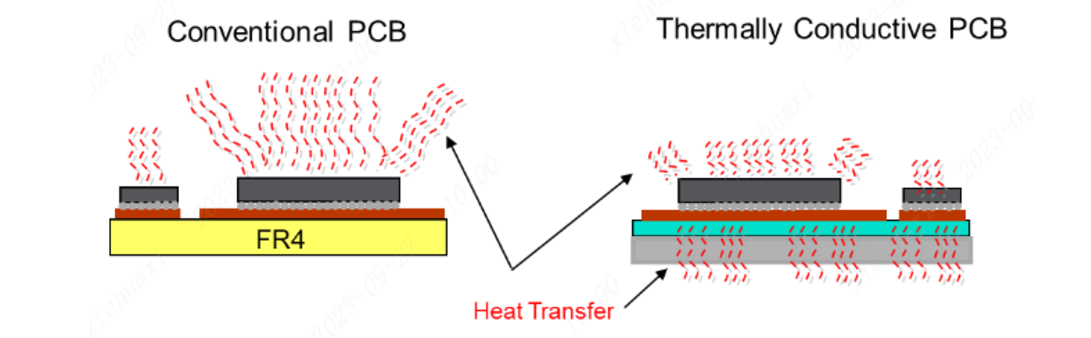 Conventional PCB
Thermally Conductive PCB
FR4
Heat Transfer